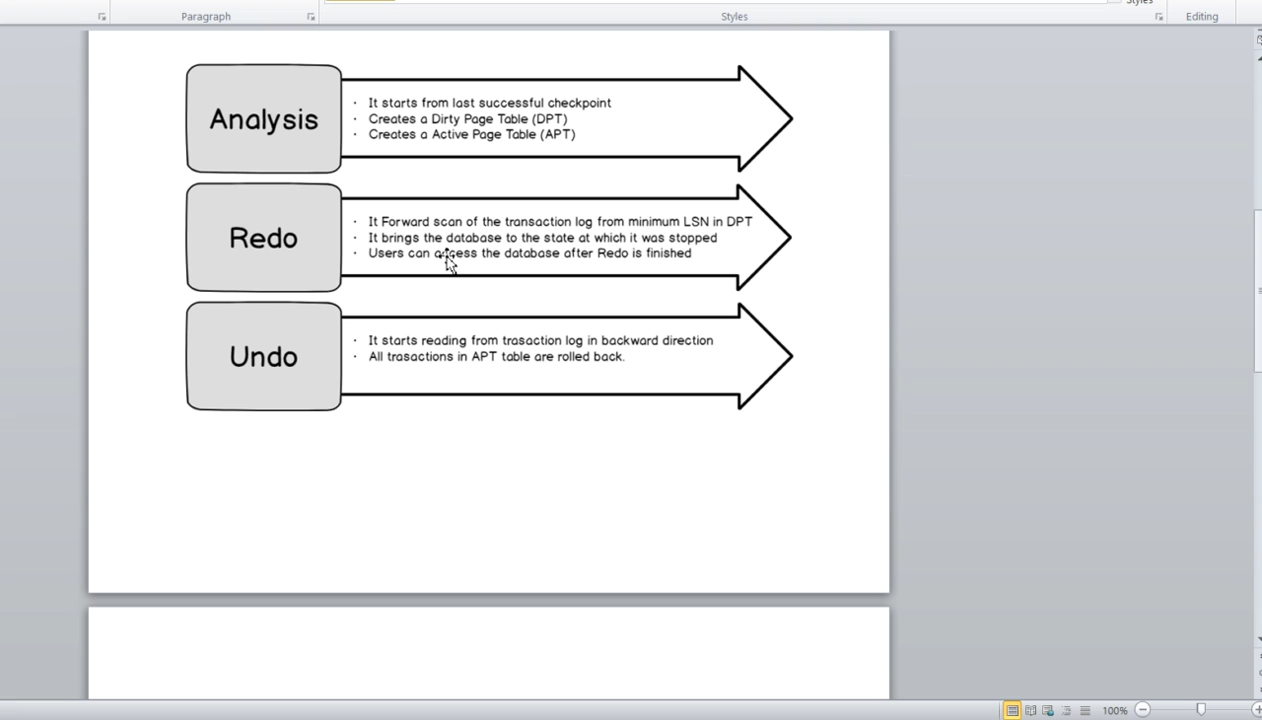 Paragraph
Styles
Editing
Analysis
· It starts from last successful checkpoint
· Creates a Dirty Page Table (DPT)
· Creates a Active Page Table (APT)
Redo
· It Forward scan of the transaction log from minimum LSN in DPT
· It brings the database to the state at which it was stopped
· Users can access the database after Redo is finished
Undo
· It starts reading from trasaction log in backward direction
· All trasactions in APT table are rolled back.
100%